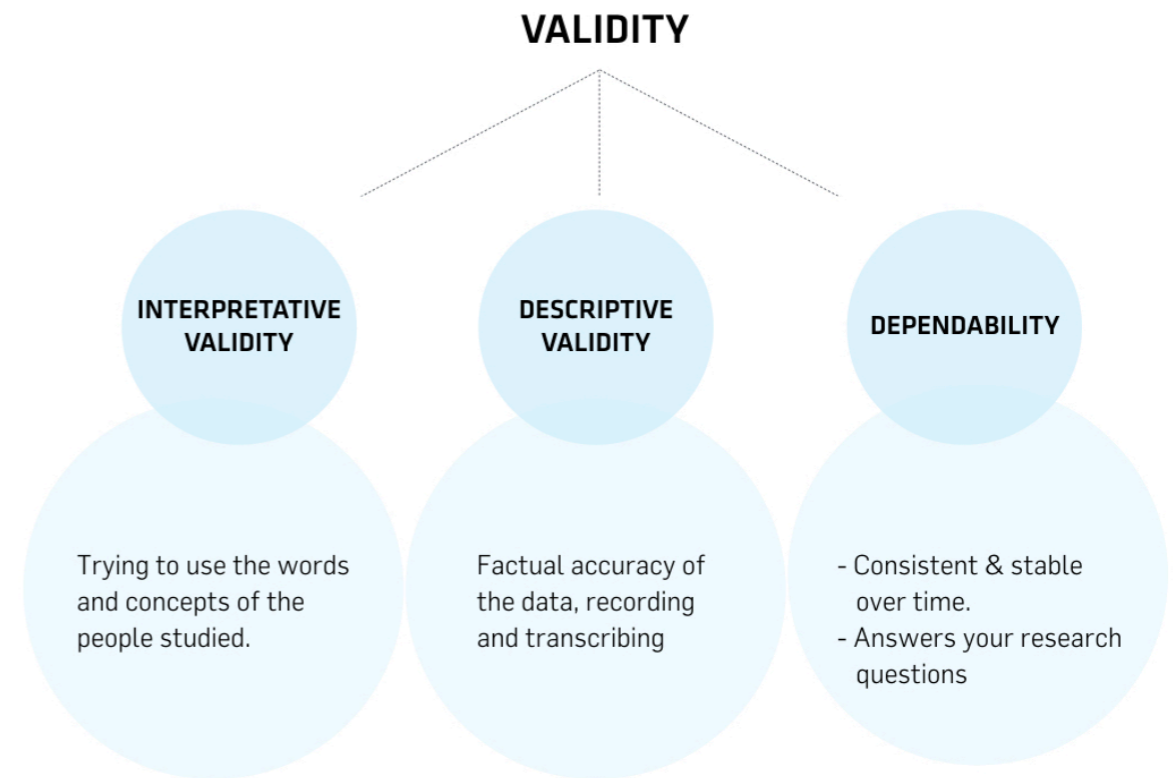 VALIDITY
INTERPRETATIVE
VALIDITY
Trying to use the words
and concepts of the
people studied.
DESCRIPTIVE
VALIDITY
Factual accuracy of
the data, recording
and transcribing
DEPENDABILITY
- Consistent & stable
over time.
- Answers your research
questions